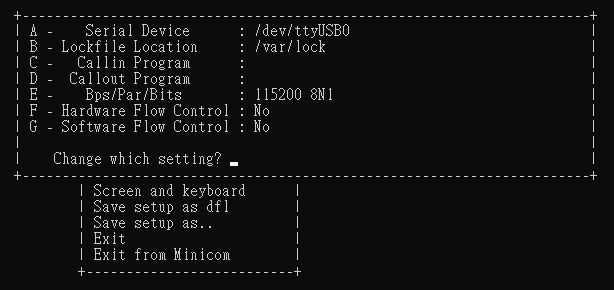 A -    Serial Device      : /dev/ttyUSB0
B - Lockfile Location     : /var/lock
C -   Callin Program      :
D -  Callout Program      :
E -    Bps/Par/Bits       : 115200 8N1
F - Hardware Flow Control : No
G - Software Flow Control : No
Change which setting?
Screen and keyboard
Save setup as dfl
Save setup as..
Exit
Exit from Minicom